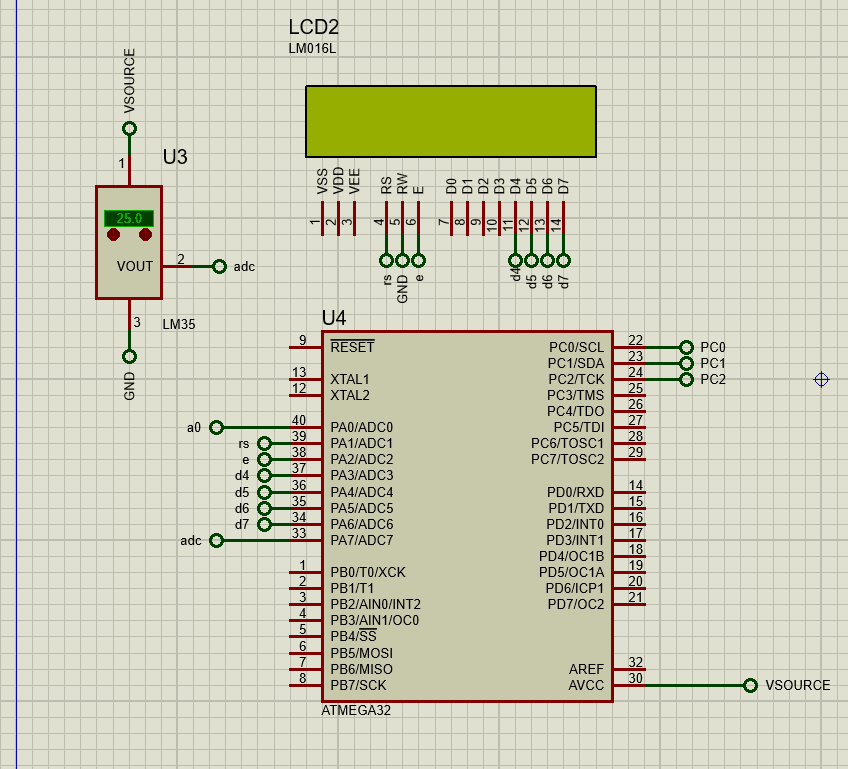 LCD2
LM016L
VSOURCE
U3
1
25.0
VOUT
2
adc
3
LM35
GND
VSS VDD VEE RS RW E D0 D1 D2 D3 D4 D5 D6 D7
1 2 3 4 5 6 7 8 9 10 11 12 13 14
rs GND e d4 d5 d6 d7
U4
9 RESET PC0/SCL 22 PC0
PC1/SDA 23 PC1
13 XTAL1 PC2/TCK 24 PC2
12 XTAL2 PC3/TMS 25
PC4/TDO 26
a0 40 PA0/ADC0 PC5/TDI 27
rs 39 PA1/ADC1 PC6/TOSC1 28
e 38 PA2/ADC2 PC7/TOSC2 29
d4 37 PA3/ADC3
d5 36 PA4/ADC4 PD0/RXD 14
d6 35 PA5/ADC5 PD1/TXD 15
d7 34 PA6/ADC6 PD2/INT0 16
adc 33 PA7/ADC7 PD3/INT1 17
PD4/OC1B 18
1 PB0/T0/XCK PD5/OC1A 19
2 PB1/T1 PD6/ICP1 20
3 PB2/AIN0/INT2 PD7/OC2 21
4 PB3/AIN1/OC0
5 PB4/SS
6 PB5/MOSI
7 PB6/MISO AREF 32
8 PB7/SCK AVCC 30 VSOURCE
ATMEGA32